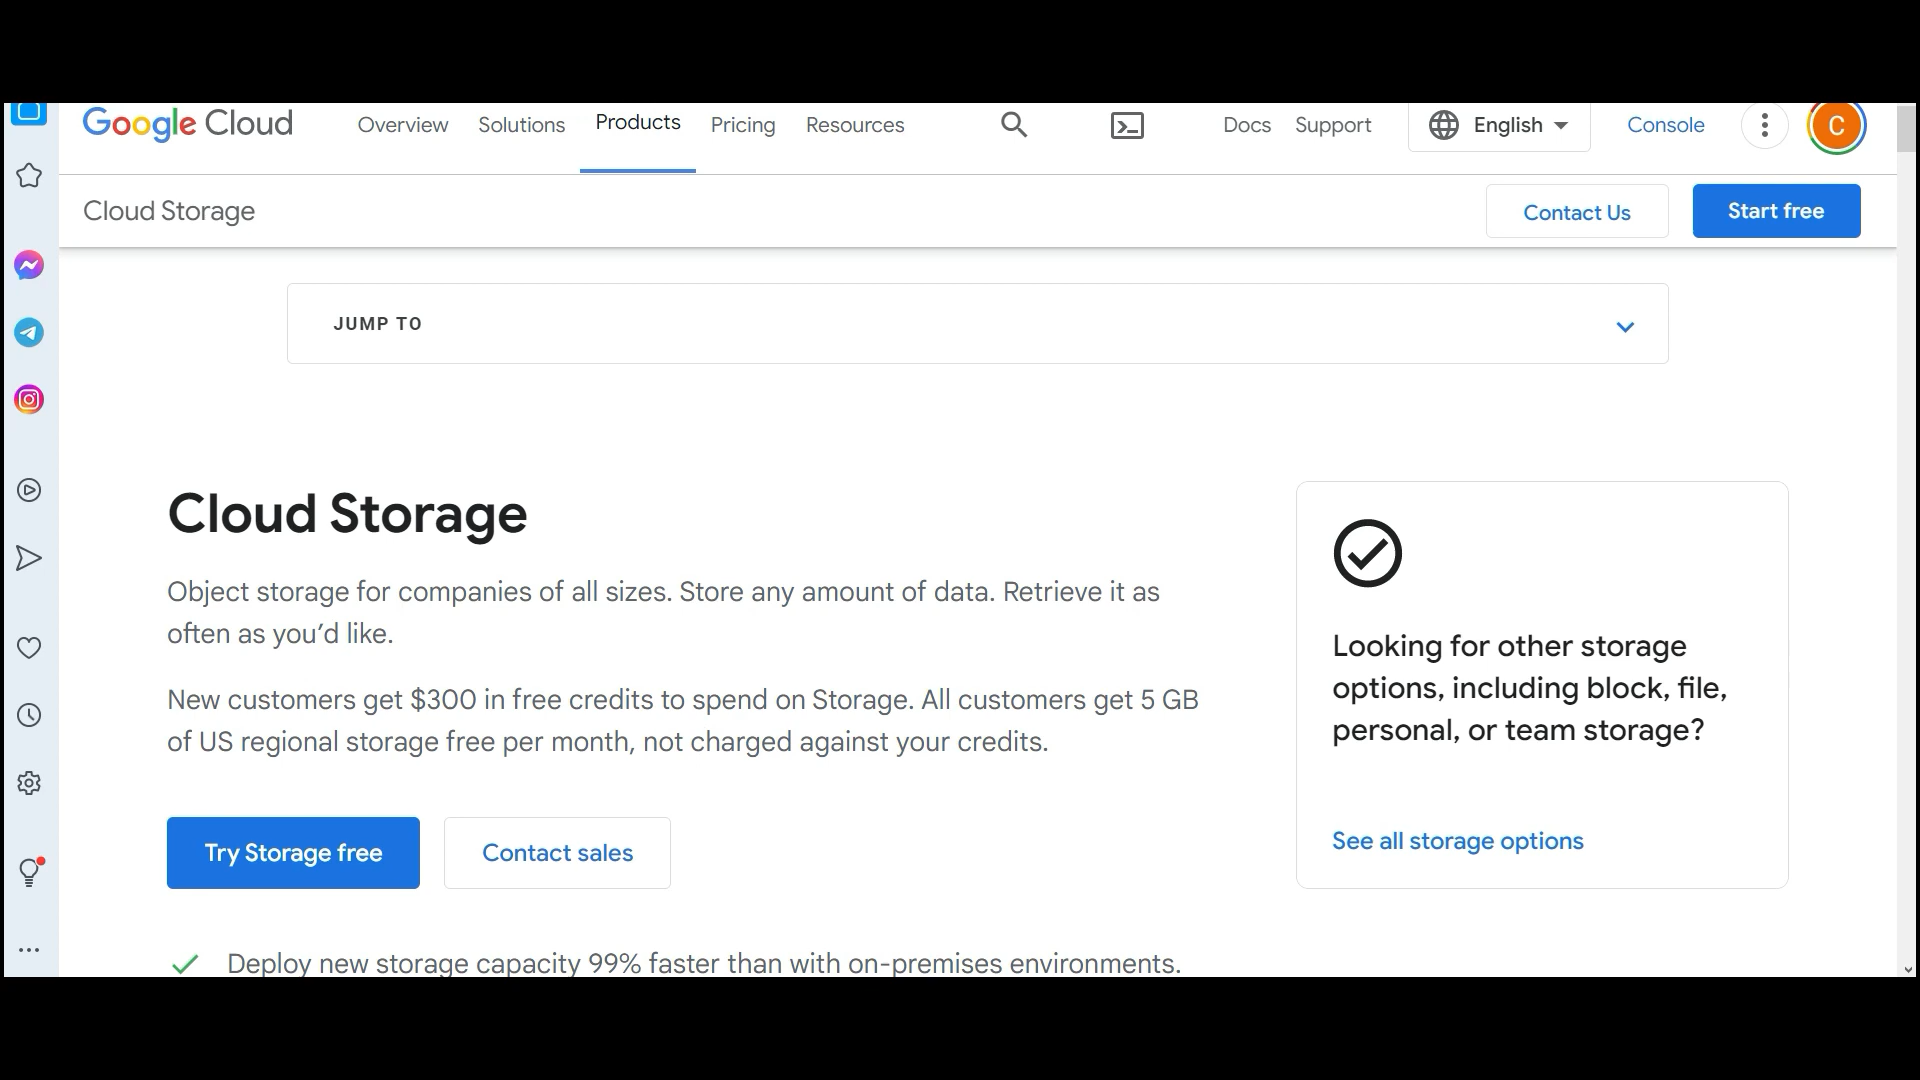 Google Cloud Overview Solutions Products Pricing Resources Docs Support English Console C
Cloud Storage Contact Us Start free
JUMP TO
Cloud Storage
Object storage for companies of all sizes. Store any amount of data. Retrieve it as
often as you’d like.
New customers get $300 in free credits to spend on Storage. All customers get 5 GB
of US regional storage free per month, not charged against your credits.
Try Storage free Contact sales
Deploy new storage capacity 99% faster than with on-premises environments.
Looking for other storage
options, including block, file,
personal, or team storage?
See all storage options